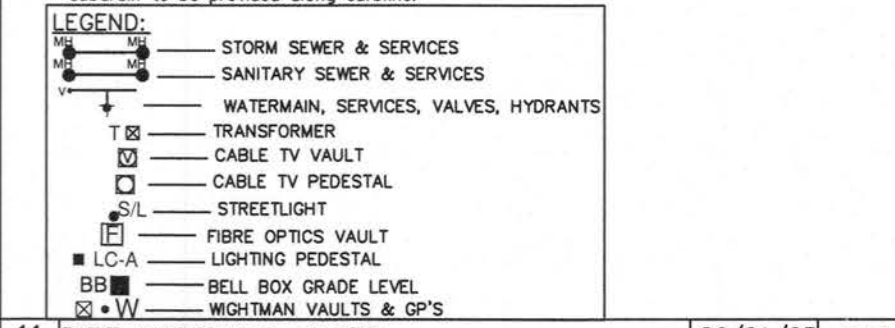 LEGEND:
MH MH STORM SEWER & SERVICES
MH MH SANITARY SEWER & SERVICES
V WATERMAIN, SERVICES, VALVES, HYDRANTS
T TRANSFORMER
V CABLE TV VAULT
CABLE TV PEDESTAL
S/L STREETLIGHT
F FIBRE OPTICS VAULT
LC-A LIGHTING PEDESTAL
BB BELL BOX GRADE LEVEL
W WIGHTMAN VAULTS & GP'S
11